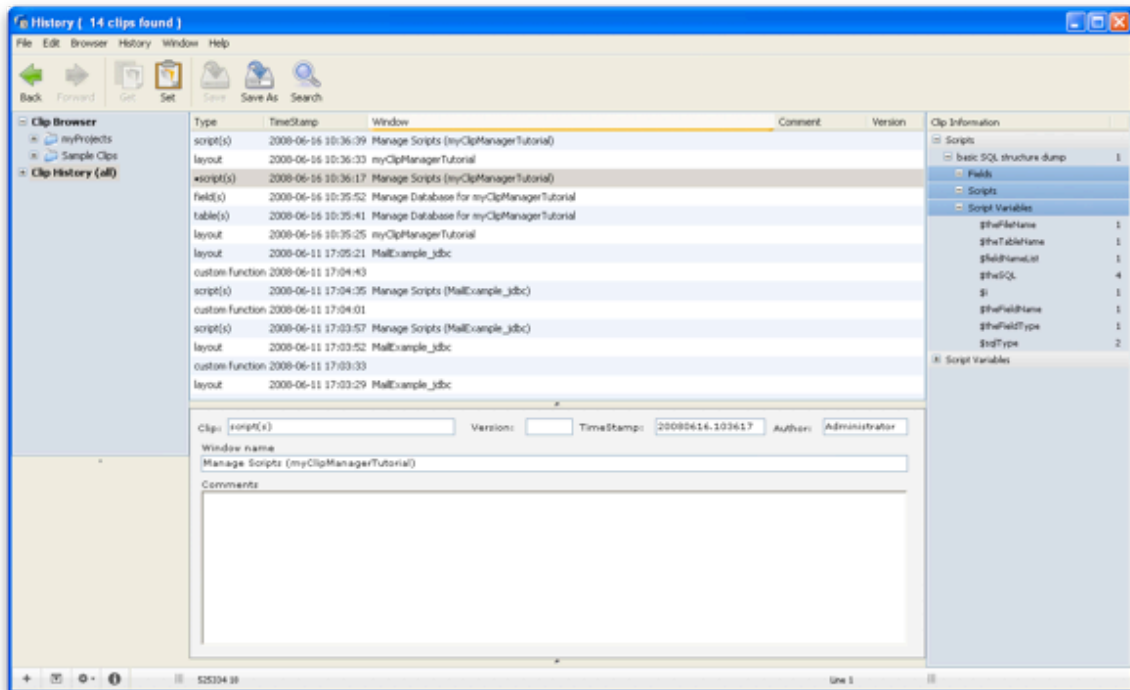 History ( 14 clips found )
File Edit Browser History Window Help
Back Forward Get Set Save Save As Search
Clip Browser
myProjects
Sample Clips
Clip History (all)
Type TimeStamp Window Comment Version
script(s) 2008-06-16 10:36:39 Manage Scripts (myClipManagerTutorial)
layout 2008-06-16 10:36:33 myClipManagerTutorial
•script(s) 2008-06-16 10:36:17 Manage Scripts (myClipManagerTutorial)
field(s) 2008-06-16 10:35:52 Manage Database for myClipManagerTutorial
table(s) 2008-06-16 10:35:41 Manage Database for myClipManagerTutorial
layout 2008-06-16 10:35:25 myClipManagerTutorial
layout 2008-06-11 17:05:21 MailExample_jdbc
custom function 2008-06-11 17:04:43
script(s) 2008-06-11 17:04:35 Manage Scripts (MailExample_jdbc)
custom function 2008-06-11 17:04:01
script(s) 2008-06-11 17:03:57 Manage Scripts (MailExample_jdbc)
layout 2008-06-11 17:03:52 MailExample_jdbc
custom function 2008-06-11 17:03:33
layout 2008-06-11 17:03:29 MailExample_jdbc
Clip: script(s) Version: TimeStamp: 20080616.103617 Author: Administrator
Window name
Manage Scripts (myClipManagerTutorial)
Comments
Clip Information
Scripts
basic SQL structure dump 1
Fields
Scripts
Script Variables
$theFileName 1
$theTableName 1
$fieldNameList 1
$theSQL 4
$i 1
$theFieldName 1
$theFieldType 1
$sqlType 2
Script Variables
525334 10 Line 1